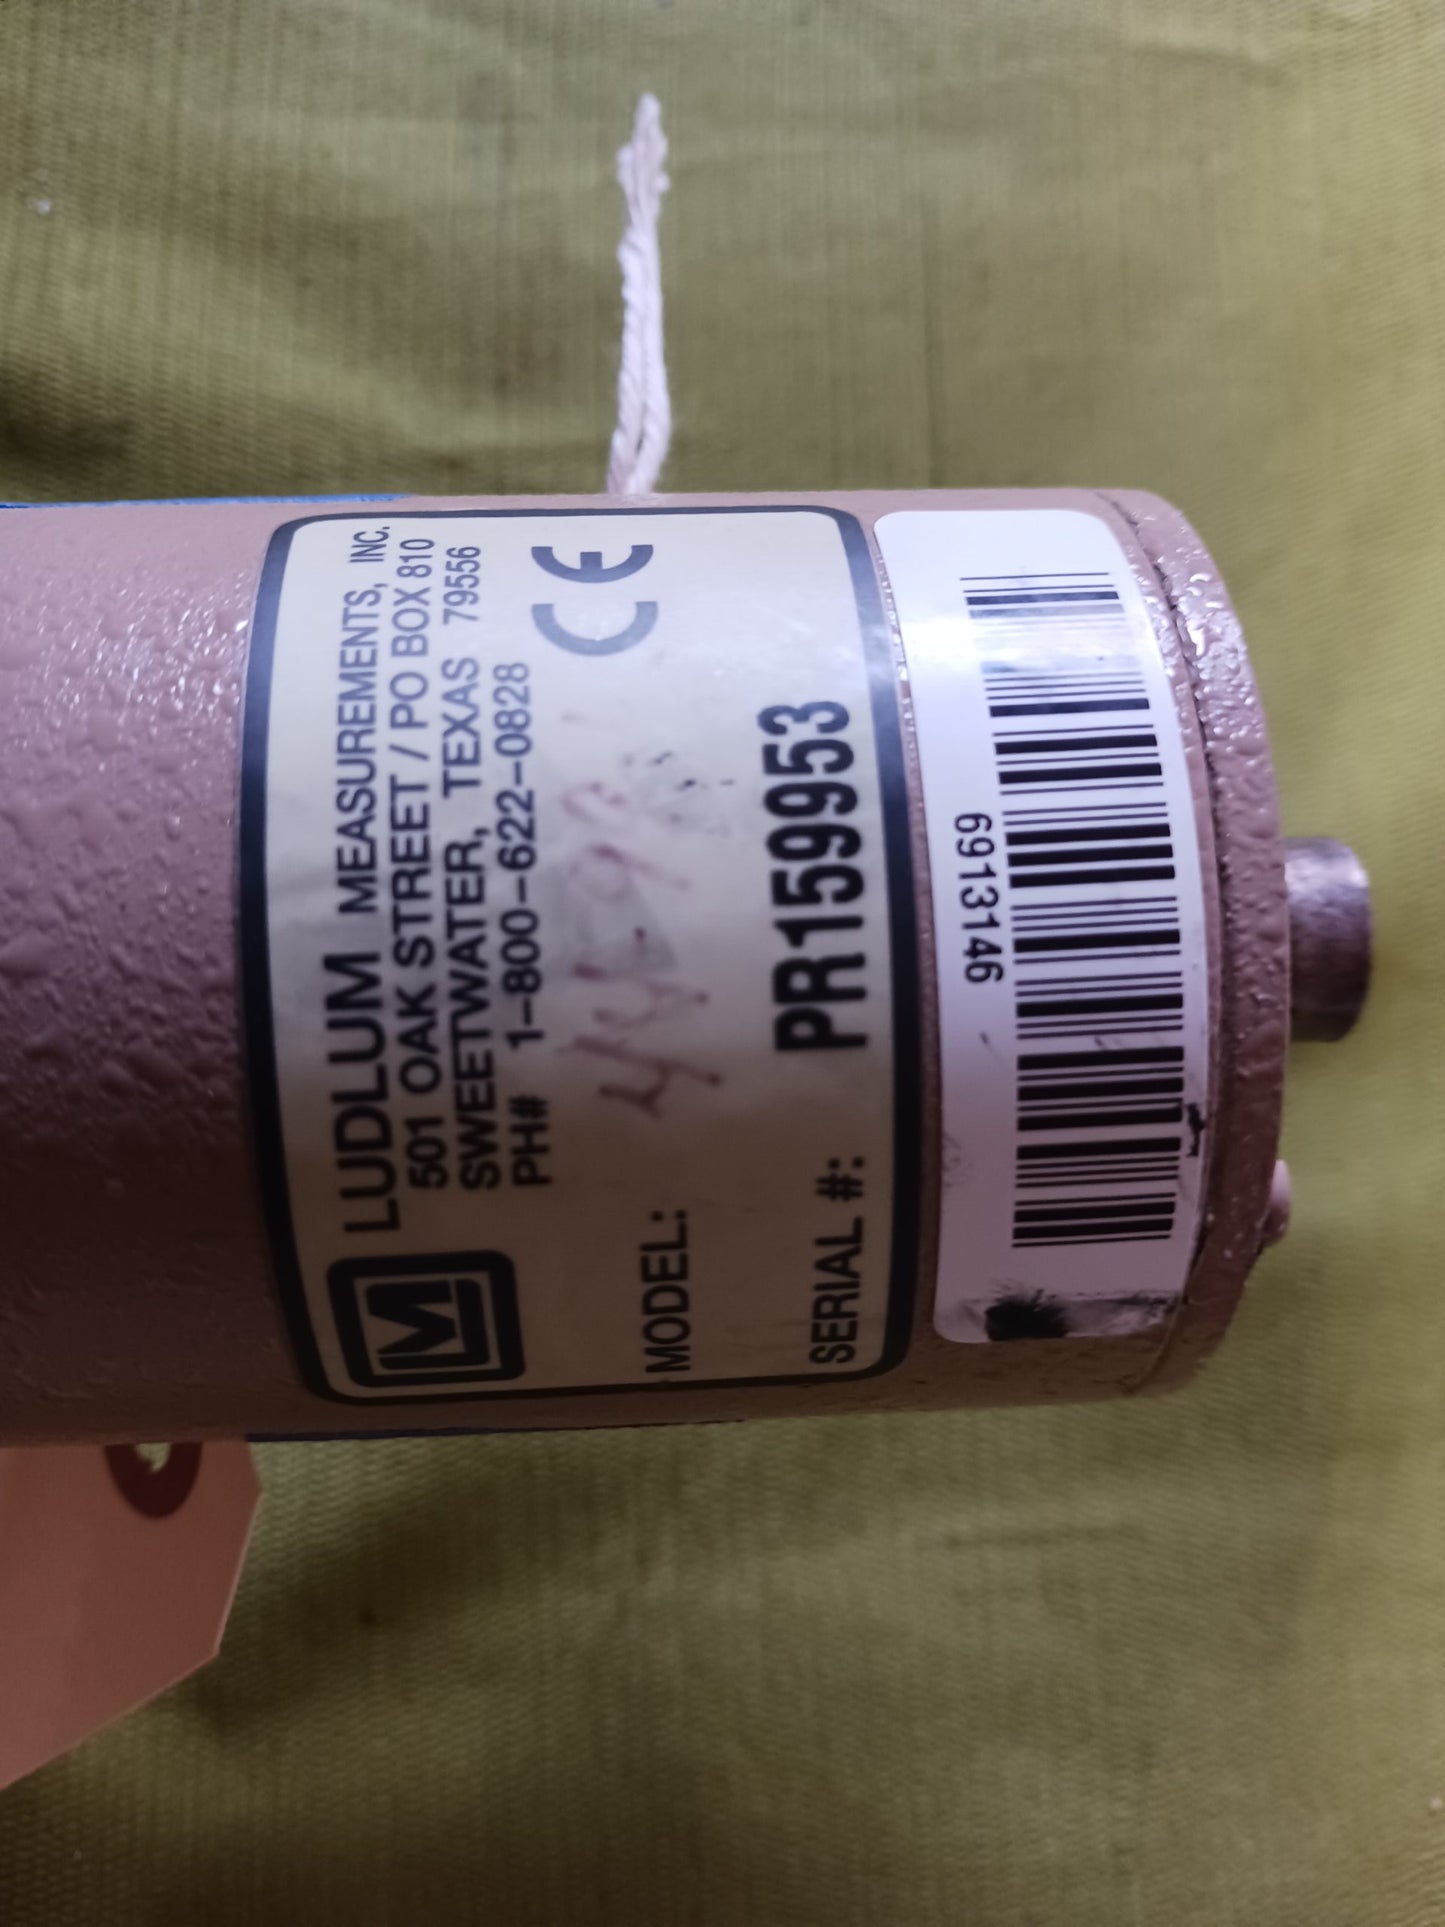 LUDLUM MEASUREMENTS, INC.
501 OAK STREET / PO BOX 810
SWEETWATER, TEXAS 79556
PH# 1-800-622-0828
CE
LM
MODEL:
SERIAL #: PR159953
6913146